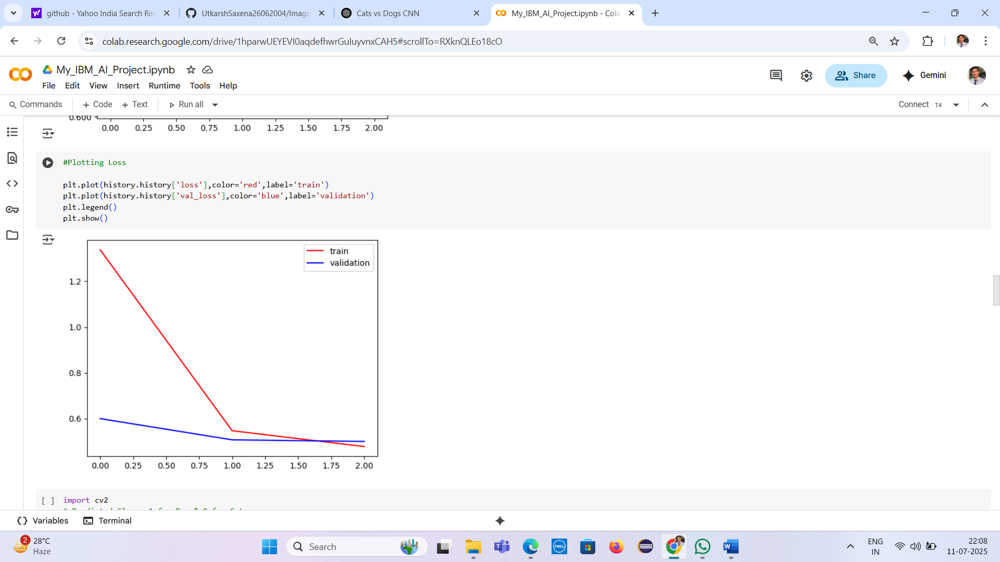 github - Yahoo India Search Res
UtkarshSaxena26062004/Image
Cats vs Dogs CNN
My_IBM_AI_Project.ipynb - Cola
colab.research.google.com/drive/1hparwUEYEVI0aqdefhwrGuIuyvnxCAH5#scrollTo=RXknQLEo18cO
My_IBM_AI_Project.ipynb
File Edit View Insert Runtime Tools Help
Share
Gemini
Commands + Code + Text Run all
Connect T4
0.600
0.00 0.25 0.50 0.75 1.00 1.25 1.50 1.75 2.00
#Plotting Loss
plt.plot(history.history['loss'],color='red',label='train')
plt.plot(history.history['val_loss'],color='blue',label='validation')
plt.legend()
plt.show()
train
validation
1.2
1.0
0.8
0.6
0.00 0.25 0.50 0.75 1.00 1.25 1.50 1.75 2.00
[ ] import cv2
Variables Terminal
2
28°C
Haze
Search
DELL
ENG
IN
22:08
11-07-2025